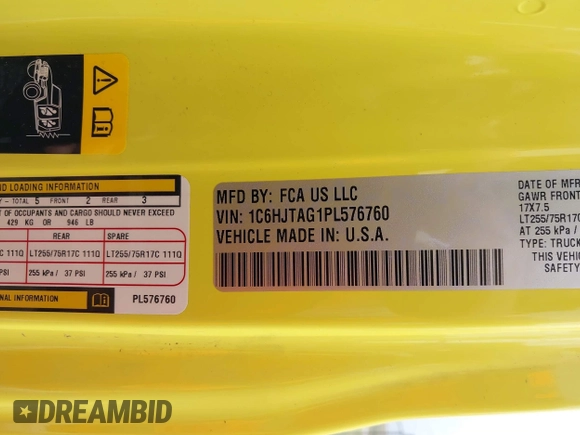 ND LOADING INFORMATION
Y - TOTAL 5 FRONT 2 REAR 3
T OF OCCUPANTS AND CARGO SHOULD NEVER EXCEED
429 KG OR 946 LB
REAR SPARE
C 111Q LT255/75R17C 111Q LT255/75R17C 111Q
PSI 255 kPa / 37 PSI 255 kPa / 37 PSI
NAL INFORMATION PL576760
MFD BY: FCA US LLC
VIN: 1C6HJTAG1PL576760
VEHICLE MADE IN: U.S.A.
DATE OF MFR
GAWR FRONT
17X7.5
LT255/75R17C
AT 255 kPa
TYPE: TRUCK
THIS VEHI
SAFETY
DREAMBID